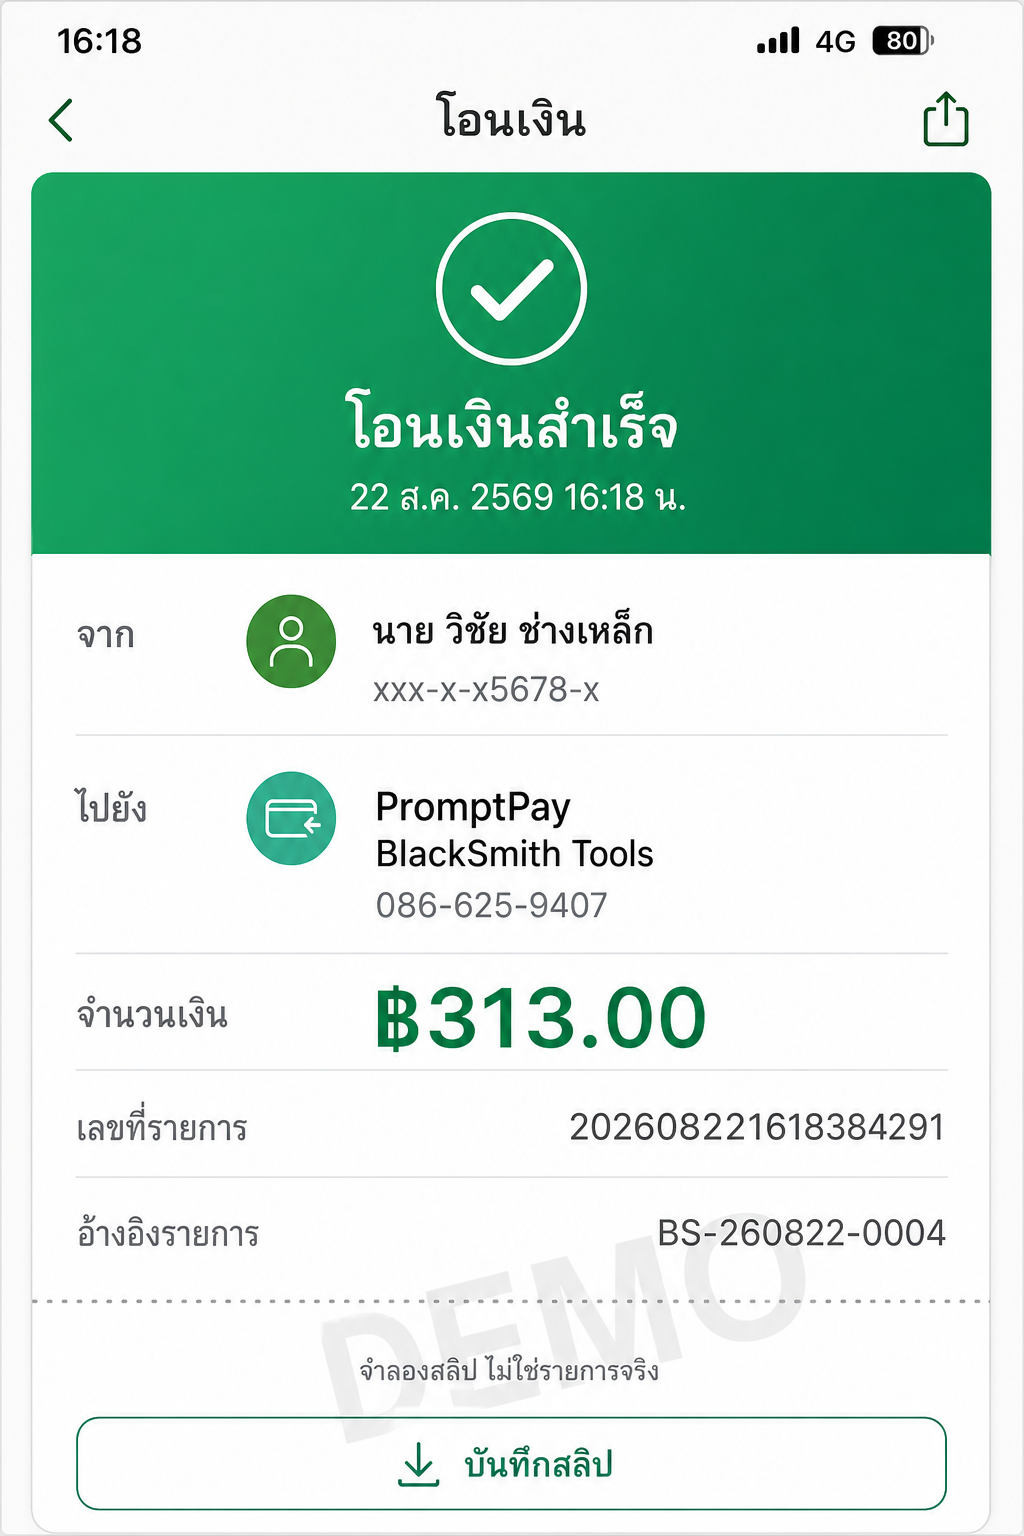 16:18
4G 80
โอนเงิน
โอนเงินสำเร็จ
22 ส.ค. 2569 16:18 น.
จาก
นาย วิชัย ช่างเหล็ก
xxx-x-x5678-x
ไปยัง
PromptPay
BlackSmith Tools
086-625-9407
จำนวนเงิน
฿313.00
เลขที่รายการ
202608221618384291
อ้างอิงรายการ
BS-260822-0004
DEMO
จำลองสลิป ไม่ใช่รายการจริง
บันทึกสลิป